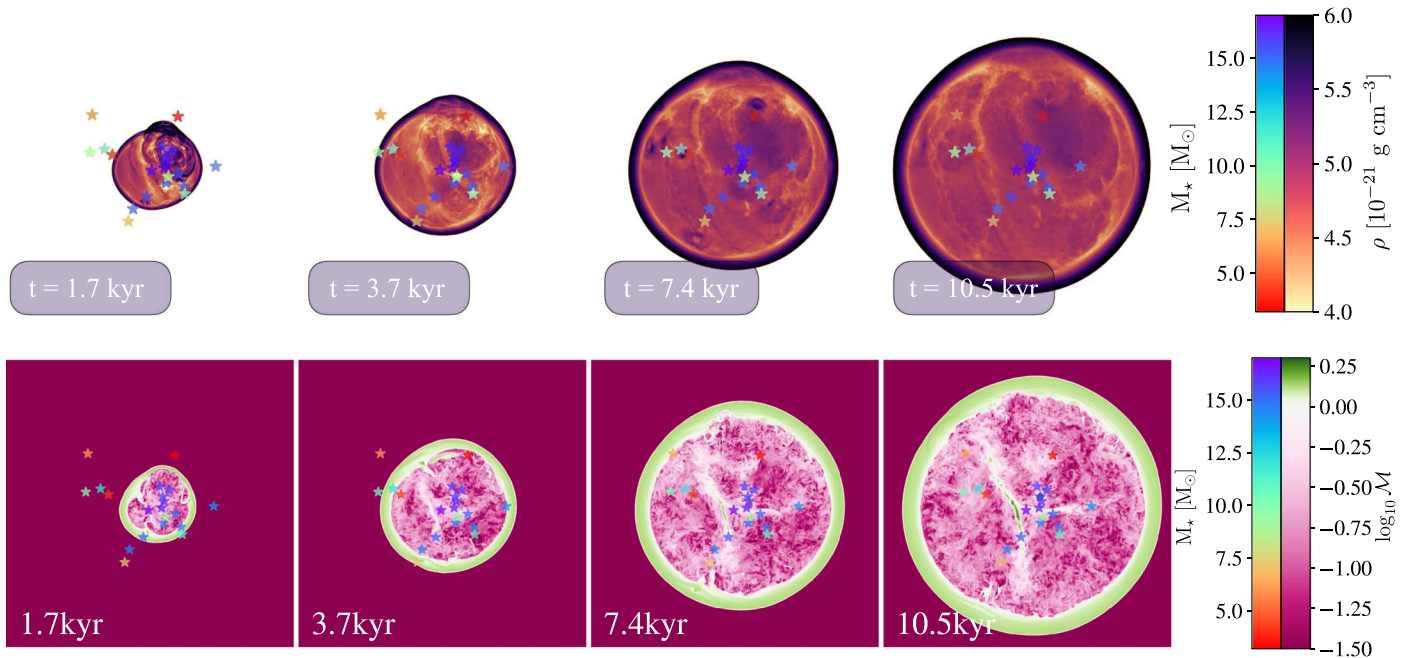 t = 1.7 kyr
t = 3.7 kyr
t = 7.4 kyr
t = 10.5 kyr
15.0
12.5
10.0
7.5
5.0
M⋆ [M⊙]
6.0
5.5
5.0
4.5
4.0
ρ [10⁻²¹ g cm⁻³]
1.7kyr
3.7kyr
7.4kyr
10.5kyr
15.0
12.5
10.0
7.5
5.0
M⋆ [M⊙]
0.25
0.00
−0.25
−0.50
−0.75
−1.00
−1.25
−1.50
log₁₀ ℳ